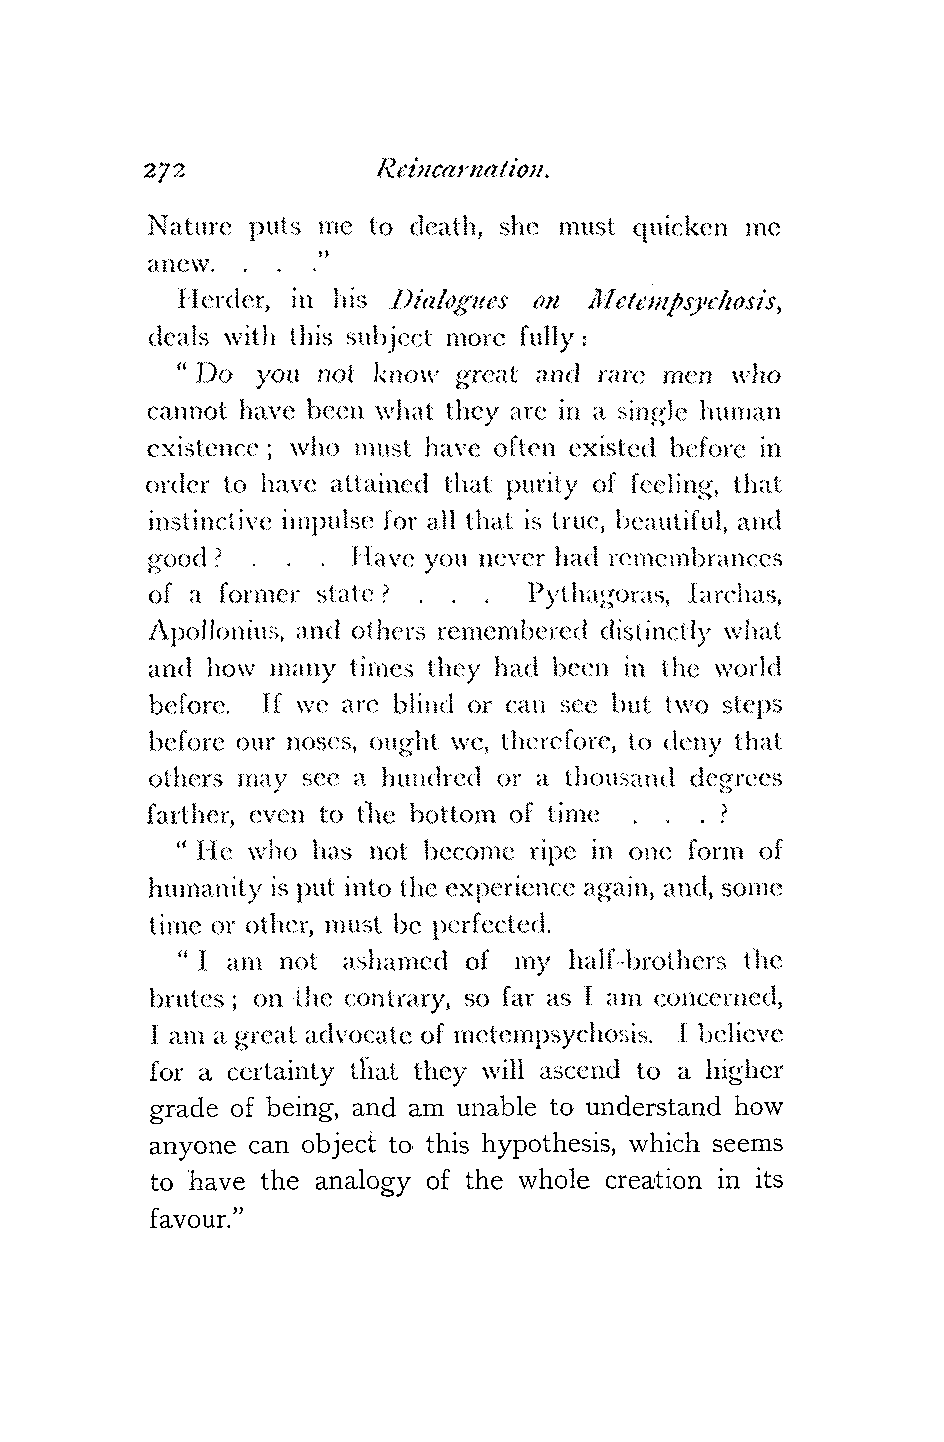 272 Reincarnation.
Nature puts me to death, she must quicken me
anew. . . ."
Herder, in his Dialogues on Metempsychosis,
deals with this subject more fully :
" Do you not know great and rare men who
cannot have been what they are in a single human
existence ; who must have often existed before in
order to have attained that purity of feeling, that
instinctive impulse for all that is true, beautiful, and
good ? . . . Have you never had remembrances
of a former state ? . . . Pythagoras, Iarchas,
Apollonius, and others remembered distinctly what
and how many times they had been in the world
before. If we are blind or can see but two steps
before our noses, ought we, therefore, to deny that
others may see a hundred or a thousand degrees
farther, even to the bottom of time . . . ?
" He who has not become ripe in one form of
humanity is put into the experience again, and, some
time or other, must be perfected.
" I am not ashamed of my half-brothers the
brutes ; on the contrary, so far as I am concerned,
I am a great advocate of metempsychosis. I believe
for a certainty that they will ascend to a higher
grade of being, and am unable to understand how
anyone can object to this hypothesis, which seems
to have the analogy of the whole creation in its
favour."